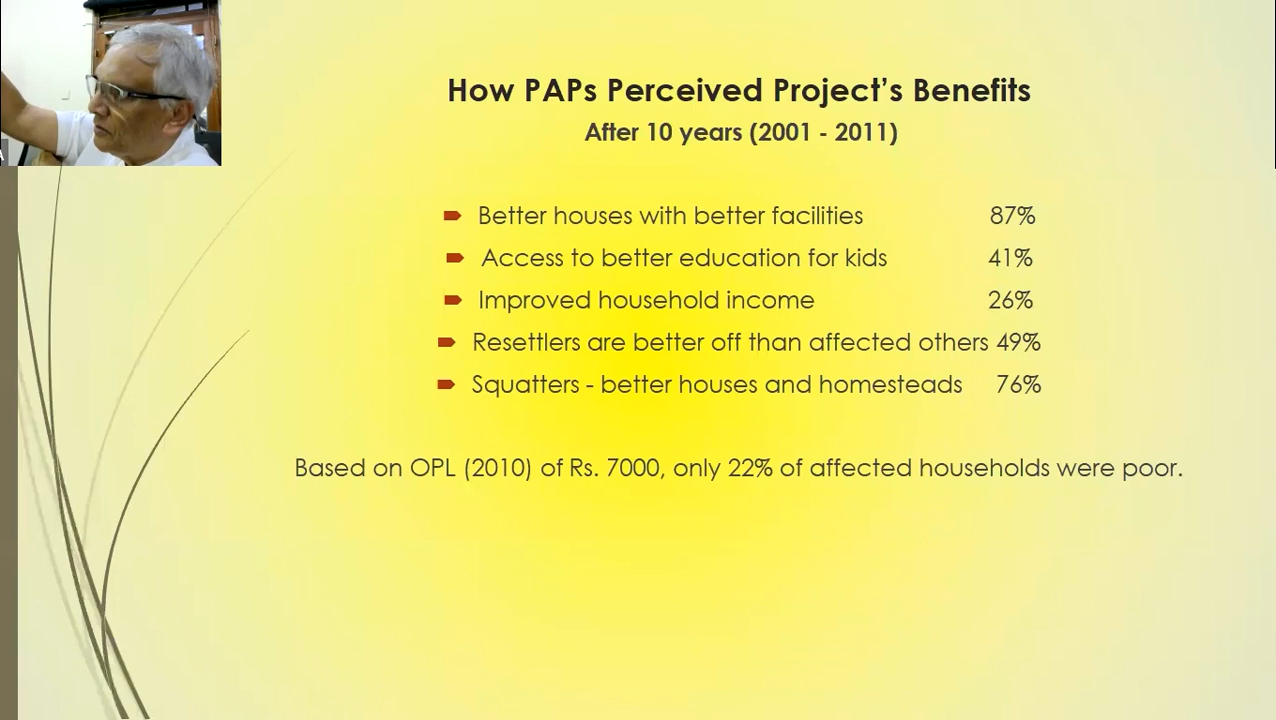 How PAPs Perceived Project's Benefits
After 10 years (2001 - 2011)
Better houses with better facilities 87%
Access to better education for kids 41%
Improved household income 26%
Resettlers are better off than affected others 49%
Squatters - better houses and homesteads 76%
Based on OPL (2010) of Rs. 7000, only 22% of affected households were poor.